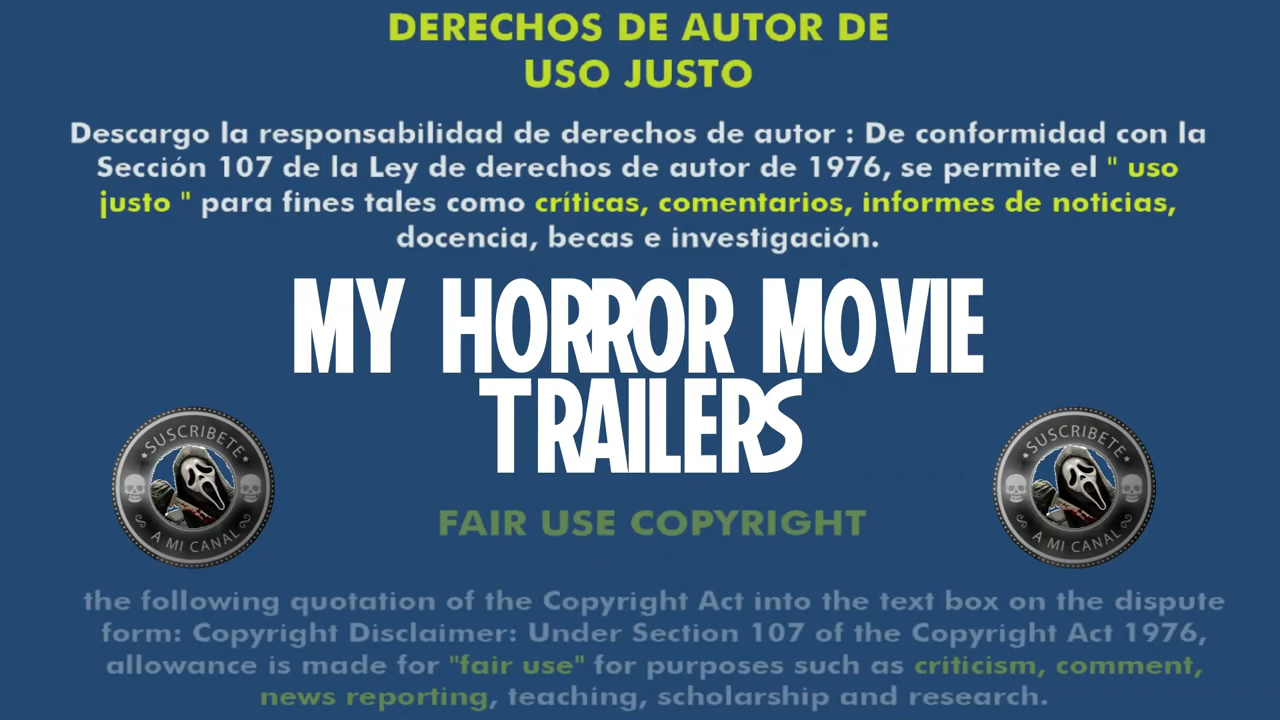 DERECHOS DE AUTOR DE
USO JUSTO
Descargo la responsabilidad de derechos de autor : De conformidad con la
Sección 107 de la Ley de derechos de autor de 1976, se permite el " uso
justo " para fines tales como críticas, comentarios, informes de noticias,
docencia, becas e investigación.
MY HORROR MOVIE
TRAILERS
SUSCRIBETE
A MI CANAL
SUSCRIBETE
A MI CANAL
FAIR USE COPYRIGHT
the following quotation of the Copyright Act into the text box on the dispute
form: Copyright Disclaimer: Under Section 107 of the Copyright Act 1976,
allowance is made for "fair use" for purposes such as criticism, comment,
news reporting, teaching, scholarship and research.